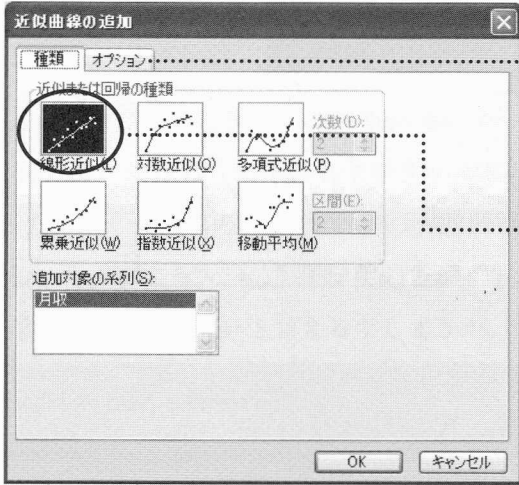 近似曲線の追加
種類 オプション
近似または回帰の種類
線形近似(L) 対数近似(O) 多項式近似(P)
次数(D):
2
累乗近似(W) 指数近似(X) 移動平均(M)
区間(E):
2
追加対象の系列(S):
月収
OK キャンセル